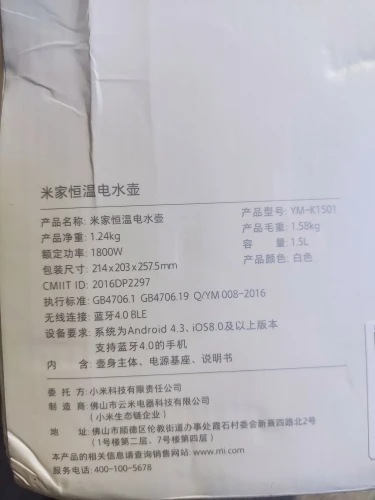 米家恒温电水壶
产品名称: 米家恒温电水壶 产品型号: YM-K1501
产品净重: 1.24kg 产品毛重: 1.58kg
额定功率: 1800W 容 量: 1.5L
包装尺寸: 214x203x257.5mm 产品颜色: 白色
CMIIT ID: 2016DP2297
执行标准: GB4706.1 GB4706.19 Q/YM 008-2016
无线连接: 蓝牙4.0 BLE
设备要求: 系统为Android 4.3、iOS8.0及以上版本
支持蓝牙4.0的手机
内 含: 壶身主体、电源基座、说明书
委 托 方: 小米科技有限责任公司
制 造 商: 佛山市云米电器科技有限公司
(小米生态链企业)
地 址: 佛山市顺德区伦教街道办事处霞石村委会新熹四路北2号
(1号楼第二层、7号楼第四层)
本产品的相关信息请查询销售网站: www.mi.com
服务电话: 400-100-5678